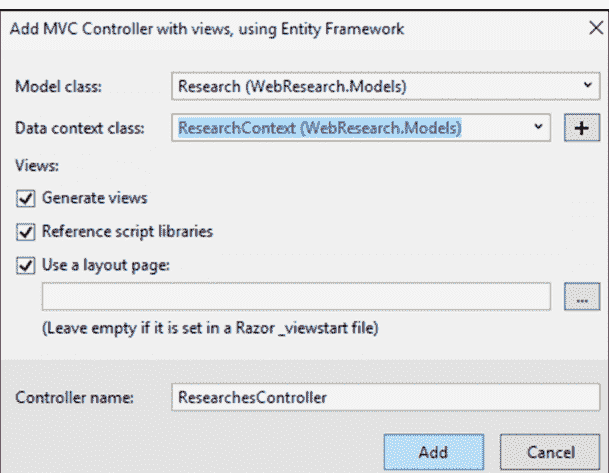 Add MVC Controller with views, using Entity Framework
Model class: Research (WebResearch.Models)
Data context class: ResearchContext (WebResearch.Models) +
Views:
Generate views
Reference script libraries
Use a layout page:
...
(Leave empty if it is set in a Razor _viewstart file)
Controller name: ResearchesController
Add Cancel